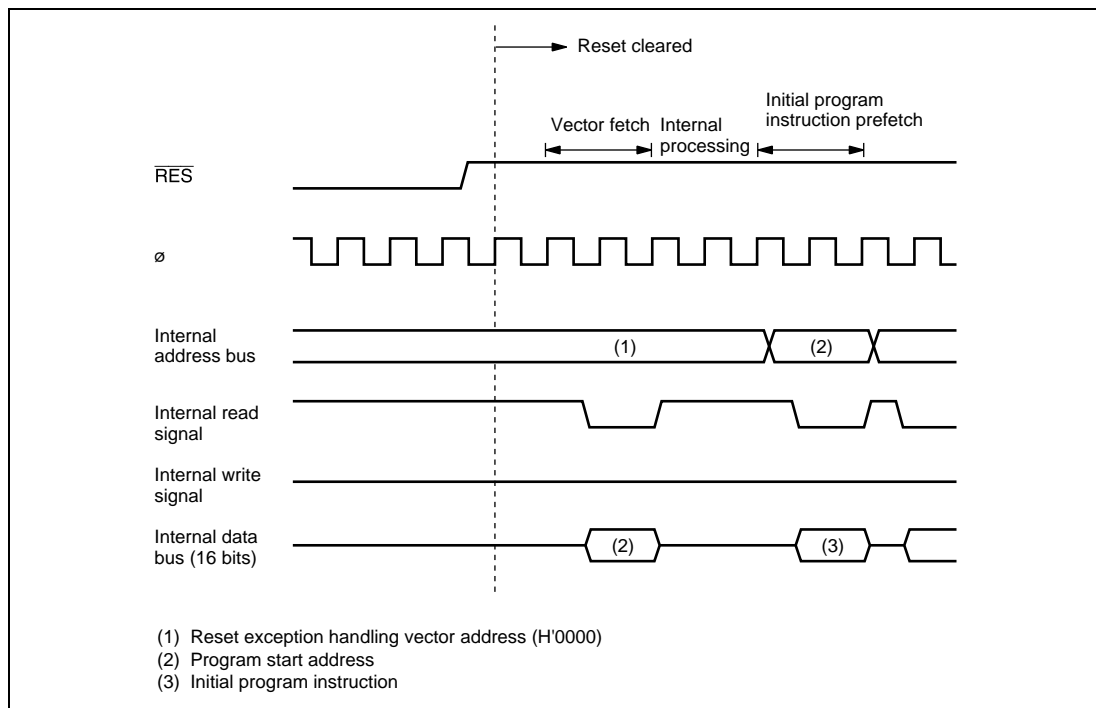 Reset cleared
Initial program
instruction prefetch
Vector fetch
Internal
processing
RES
ø
Internal
address bus
(1)
(2)
Internal read
signal
Internal write
signal
Internal data
bus (16 bits)
(2)
(3)
(1) Reset exception handling vector address (H'0000)
(2) Program start address
(3) Initial program instruction